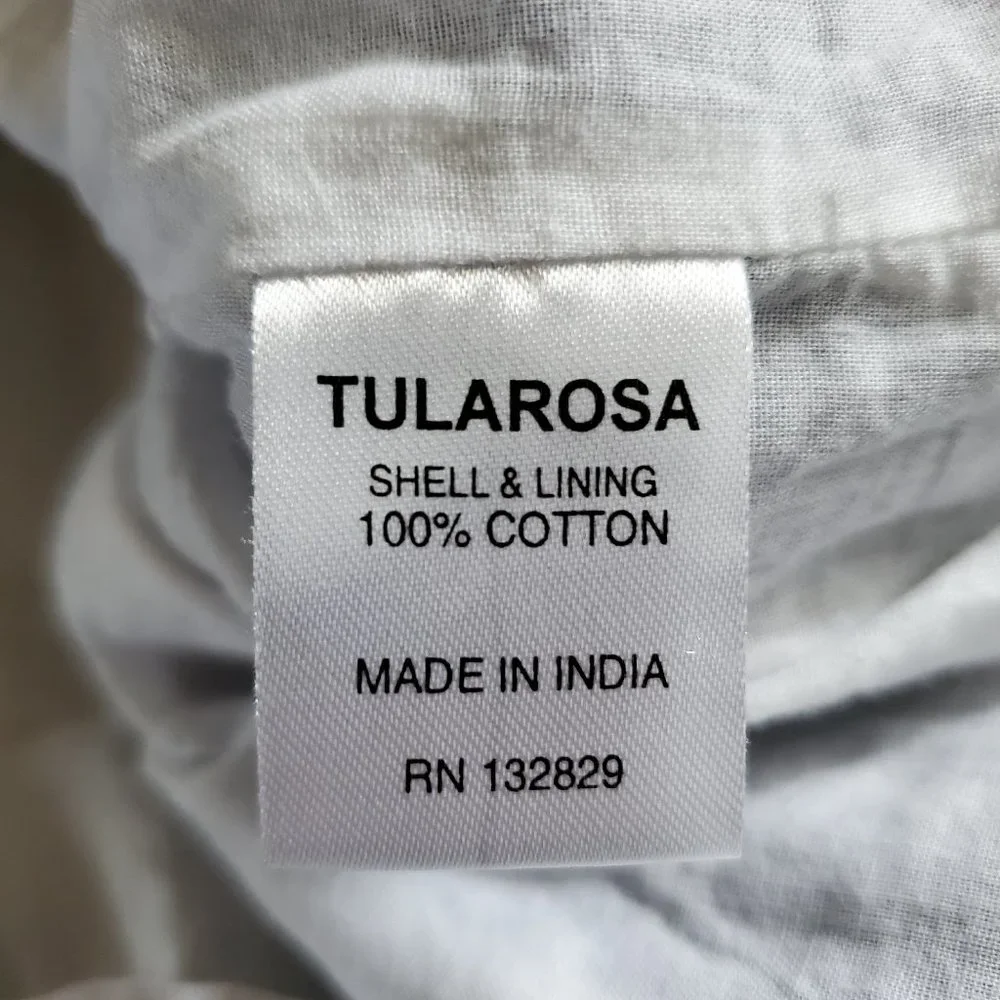 TULAROSA
SHELL & LINING
100% COTTON
MADE IN INDIA
RN 132829